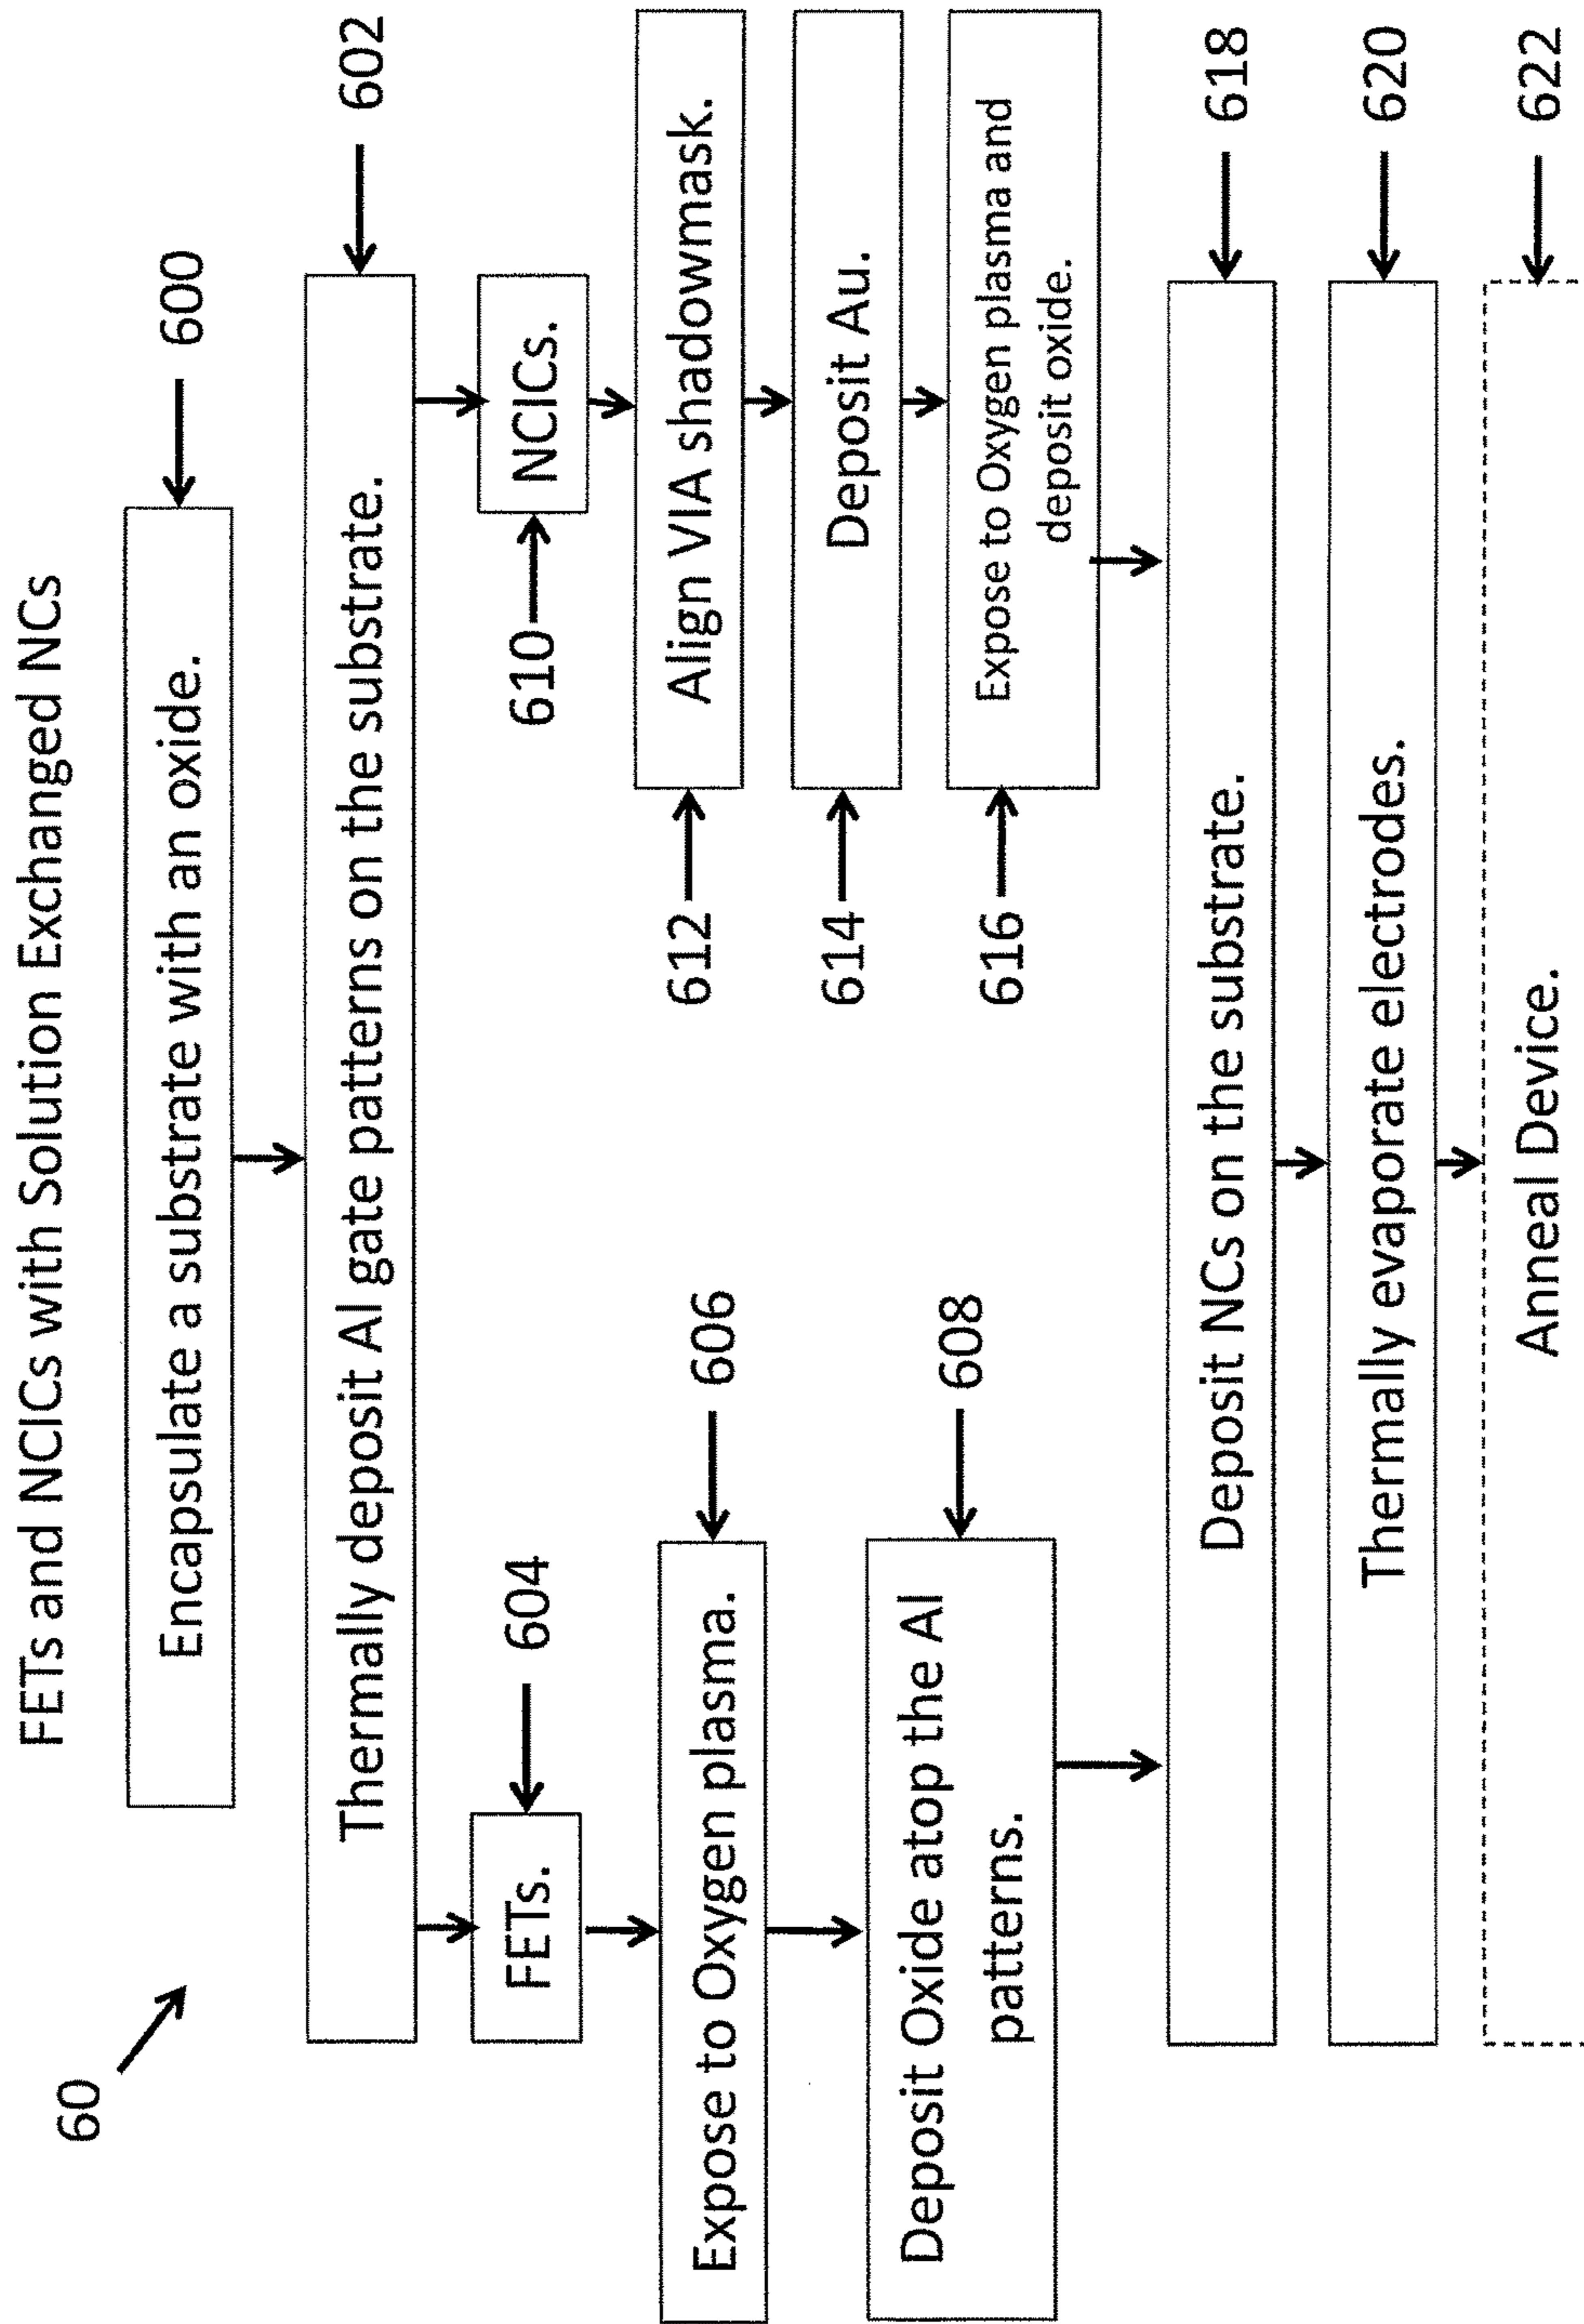 FETs and NCICs with Solution Exchanged NCs
60
Encapsulate a substrate with an oxide.
600
Thermally deposit Al gate patterns on the substrate.
602
FETs.
604
NCICs.
610
Expose to Oxygen plasma.
606
Deposit Oxide atop the Al
patterns.
608
612
Align VIA shadowmask.
614
Deposit Au.
616
Expose to Oxygen plasma and
deposit oxide.
Deposit NCs on the substrate.
618
Thermally evaporate electrodes.
620
Anneal Device.
622